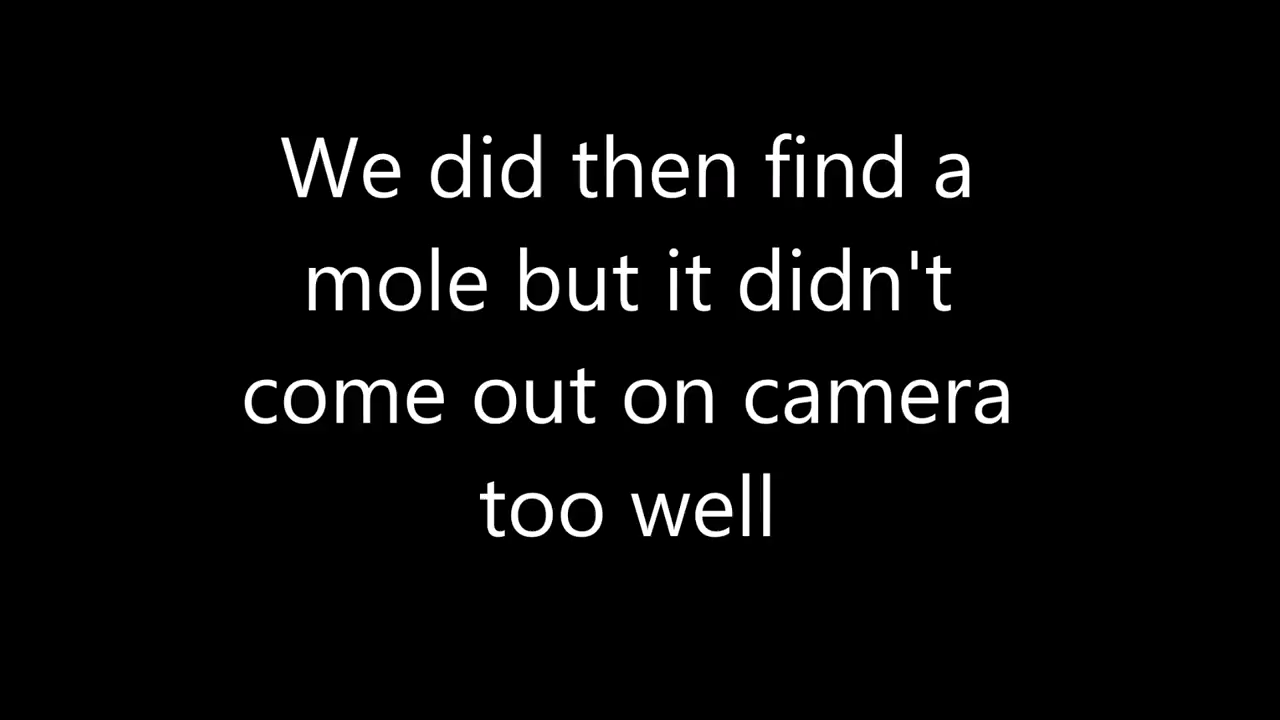 We did then find a
mole but it didn't
come out on camera
too well